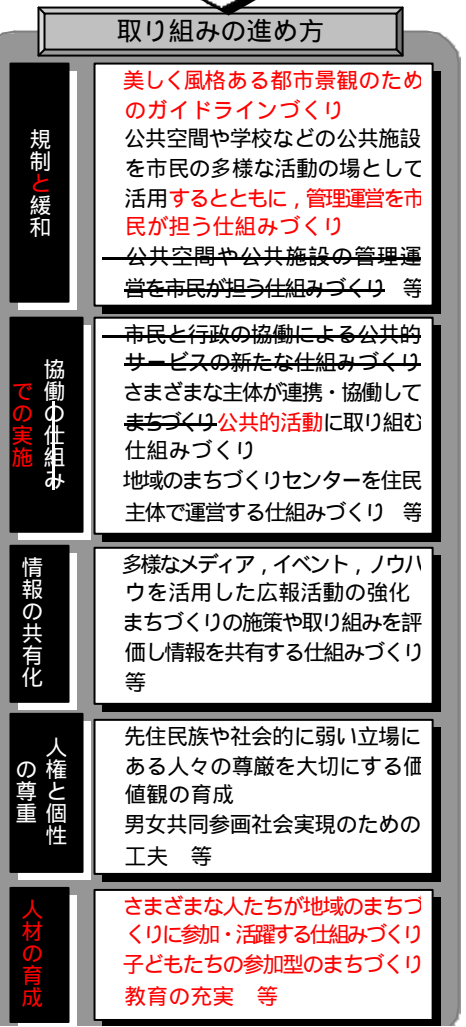 取り組みの進め方
規制と緩和
美しく風格ある都市景観のため
のガイドラインづくり
公共空間や学校などの公共施設
を市民の多様な活動の場として
活用するとともに，管理運営を市
民が担う仕組みづくり
公共空間や公共施設の管理運
営を市民が担う仕組みづくり　等
協働の仕組み
での実施
市民と行政の協働による公共的
サービスの新たな仕組みづくり
さまざまな主体が連携・協働して
まちづくり公共的活動に取り組む
仕組みづくり
地域のまちづくりセンターを住民
主体で運営する仕組みづくり　等
情報の共有化
多様なメディア，イベント，ノウハ
ウを活用した広報活動の強化
まちづくりの施策や取り組みを評
価し情報を共有する仕組みづくり
等
人権と個性
の尊重
先住民族や社会的に弱い立場に
ある人々の尊厳を大切にする価
値観の育成
男女共同参画社会実現のための
工夫　等
人材の育成
さまざまな人たちが地域のまちづ
くりに参加・活躍する仕組みづくり
子どもたちの参加型のまちづくり
教育の充実　等